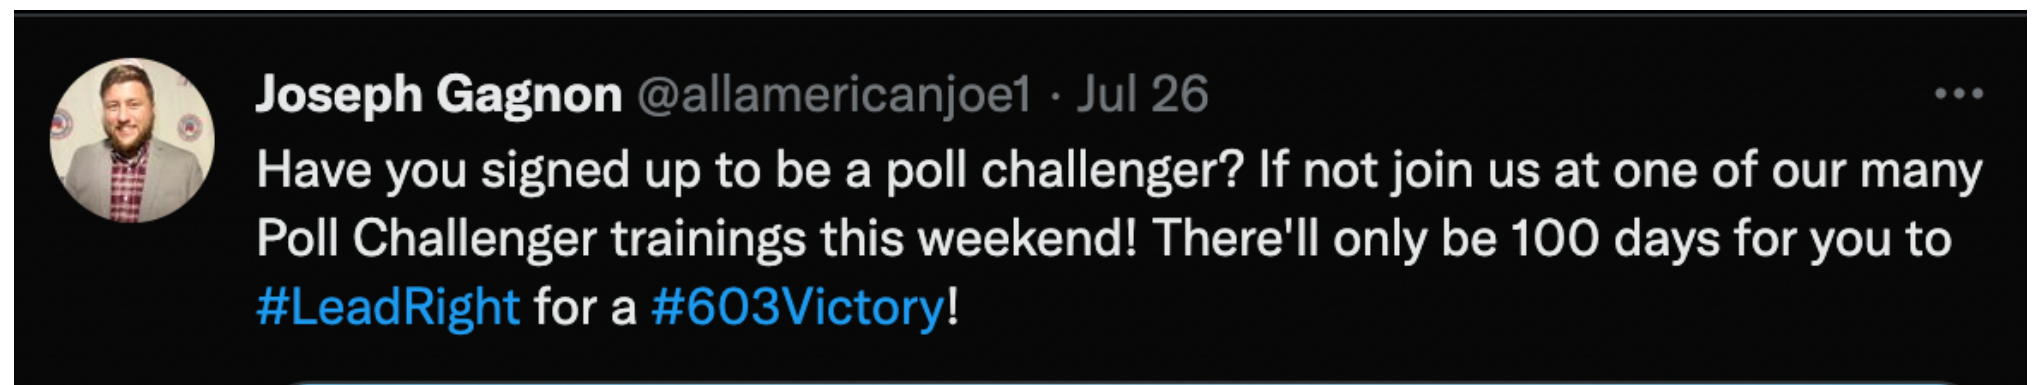 Joseph Gagnon @allamericanjoe1 · Jul 26
Have you signed up to be a poll challenger? If not join us at one of our many
Poll Challenger trainings this weekend! There'll only be 100 days for you to
#LeadRight for a #603Victory!